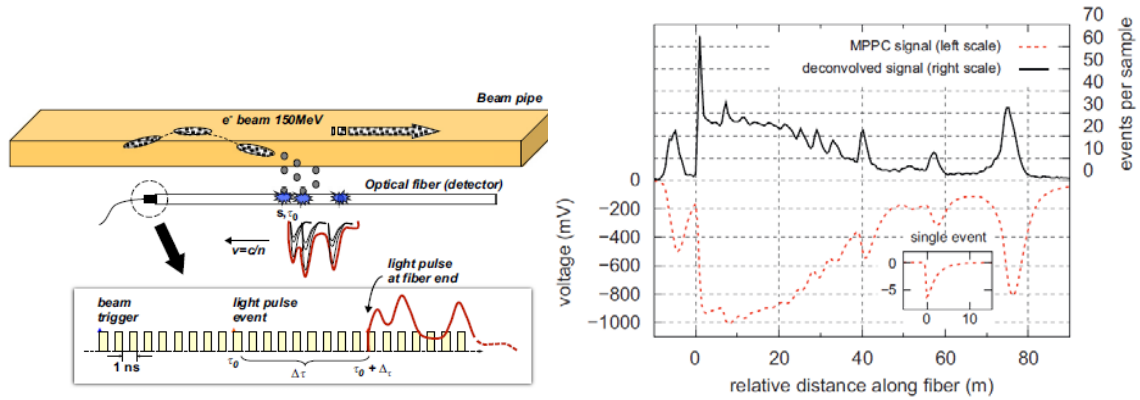 Beam pipe
e⁻ beam 150MeV
Optical fiber (detector)
s, τ₀
v=c/n
light pulse
at fiber end
beam
trigger
light pulse
event
1 ns
τ₀
Δτ
τ₀ + Δτ
MPPC signal (left scale)
deconvolved signal (right scale)
70
60
50
40
30
20
10
0
events per sample
0
−200
−400
−600
−800
−1000
voltage (mV)
single event
0
−5
0
10
0
20
40
60
80
relative distance along fiber (m)